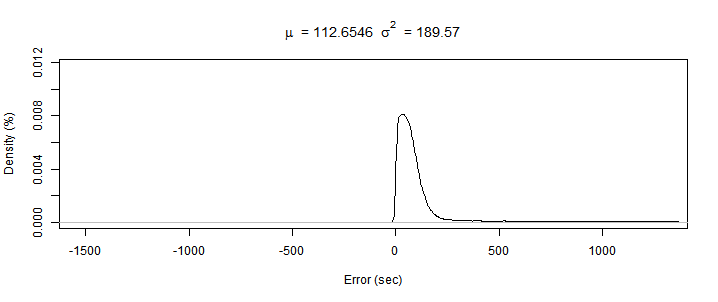 μ = 112.6546 σ² = 189.57
Density (%)
0.012
0.008
0.004
0.000
-1500 -1000 -500 0 500 1000
Error (sec)